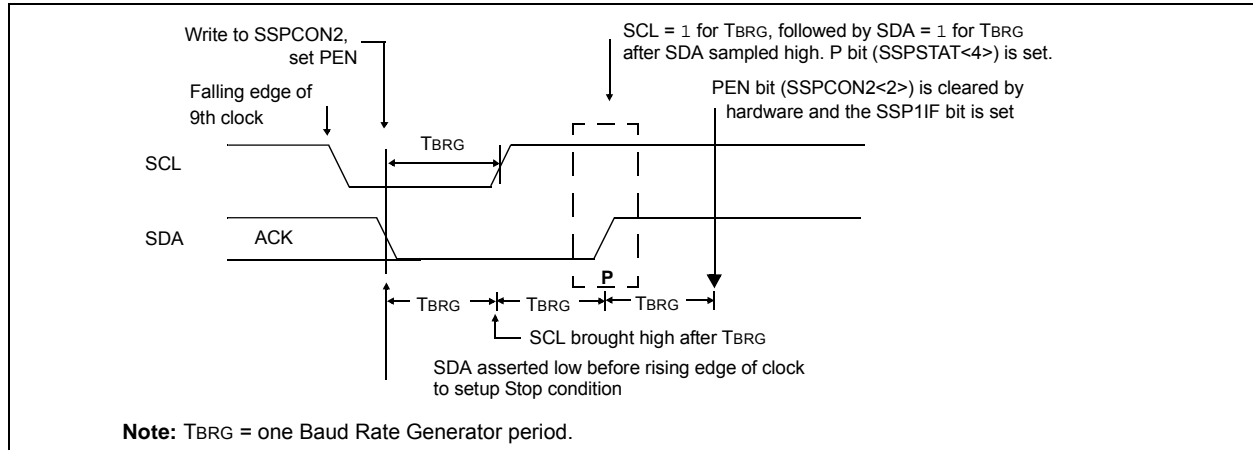 Write to SSPCON2,
set PEN
SCL = 1 for TBRG, followed by SDA = 1 for TBRG
after SDA sampled high. P bit (SSPSTAT<4>) is set.
Falling edge of
9th clock
PEN bit (SSPCON2<2>) is cleared by
hardware and the SSP1IF bit is set
TBRG
SCL
SDA
ACK
P
TBRG
TBRG
TBRG
SCL brought high after TBRG
SDA asserted low before rising edge of clock
to setup Stop condition
Note: TBRG = one Baud Rate Generator period.